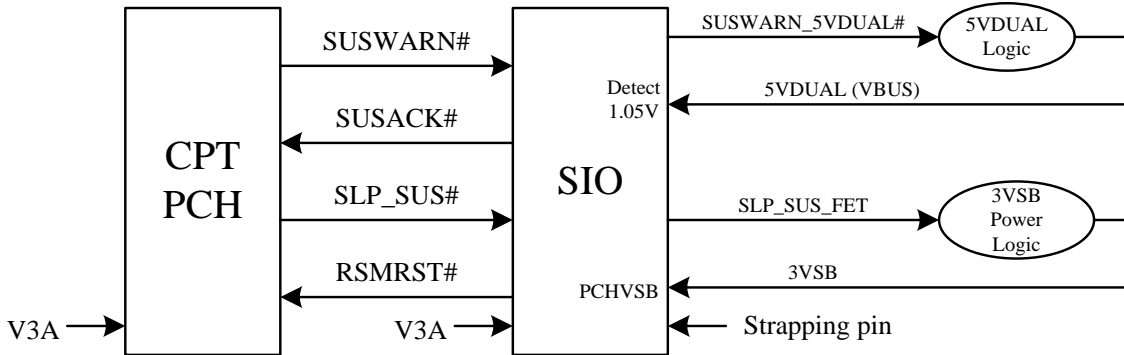 SUSWARN#
SUSWARN_5VDUAL#
5VDUAL
Logic
Detect
1.05V
5VDUAL (VBUS)
SUSACK#
CPT
PCH
SIO
SLP_SUS#
SLP_SUS_FET
3VSB
Power
Logic
RSMRST#
3VSB
PCHVSB
V3A
V3A
Strapping pin